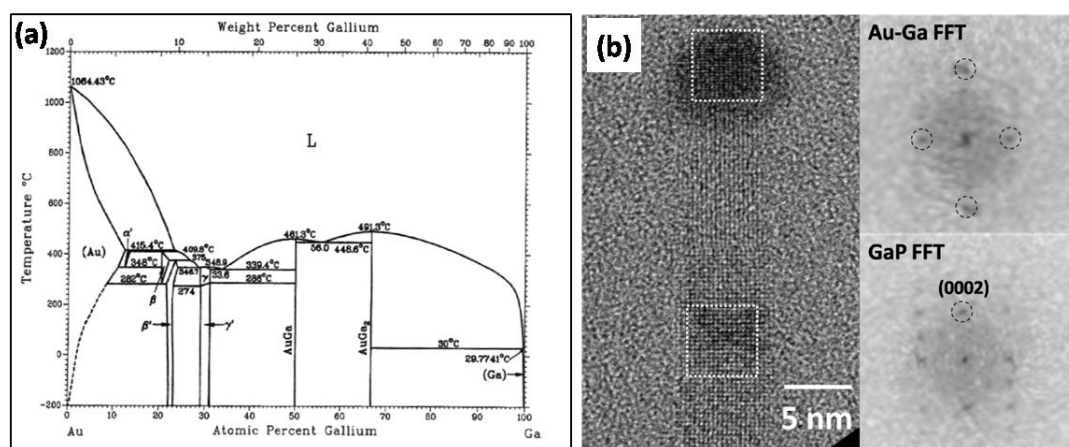 (a)
Weight Percent Gallium
0 10 20 30 40 50 60 70 80 90 100
1200
1064.43°C
1000
L
800
Temperature °C
600
α'
415.4°C
409.8°C
461.3°C
491.3°C
400
(Au)
348°C
375
348.9
339.4°C
56.0
448.6°C
346.7
γ
33.6
282°C
286°C
β
274
200
β'
γ'
AuGa
AuGa2
30°C
0
29.7741°C
(Ga)
-200
0 10 20 30 40 50 60 70 80 90 100
Au
Atomic Percent Gallium
Ga
(b)
5 nm
Au-Ga FFT
GaP FFT
(0002)